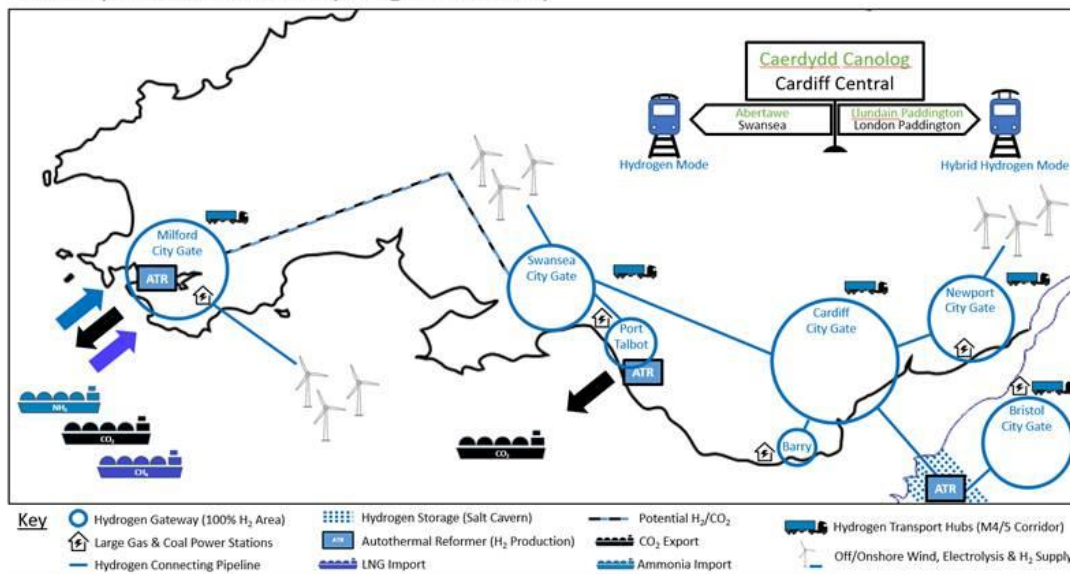 Caerdydd Canolog
Cardiff Central
Abertawe
Swansea
Llundain Paddington
London Paddington
Hydrogen Mode
Hybrid Hydrogen Mode
Milford
City Gate
ATR
Swansea
City Gate
Port
Talbot
ATR
Cardiff
City Gate
Newport
City Gate
Barry
Bristol
City Gate
ATR
NH₃
CO₂
CH₄
CO₂
Key
Hydrogen Gateway (100% H₂ Area)
Large Gas & Coal Power Stations
Hydrogen Connecting Pipeline
Hydrogen Storage (Salt Cavern)
ATR
Autothermal Reformer (H₂ Production)
LNG Import
Potential H₂/CO₂
CO₂ Export
Ammonia Import
Hydrogen Transport Hubs (M4/5 Corridor)
Off/Onshore Wind, Electrolysis & H₂ Supply